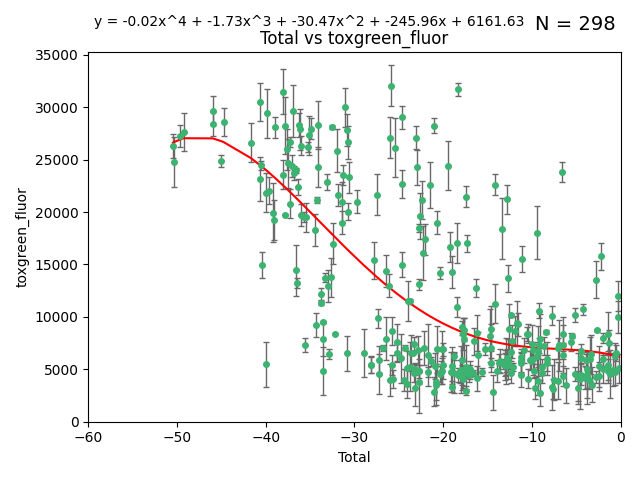 y = -0.02x^4 + -1.73x^3 + -30.47x^2 + -245.96x + 6161.63 N = 298
Total vs toxgreen_fluor
35000
30000
25000
20000
15000
10000
5000
0
toxgreen_fluor
−60 −50 −40 −30 −20 −10 0
Total